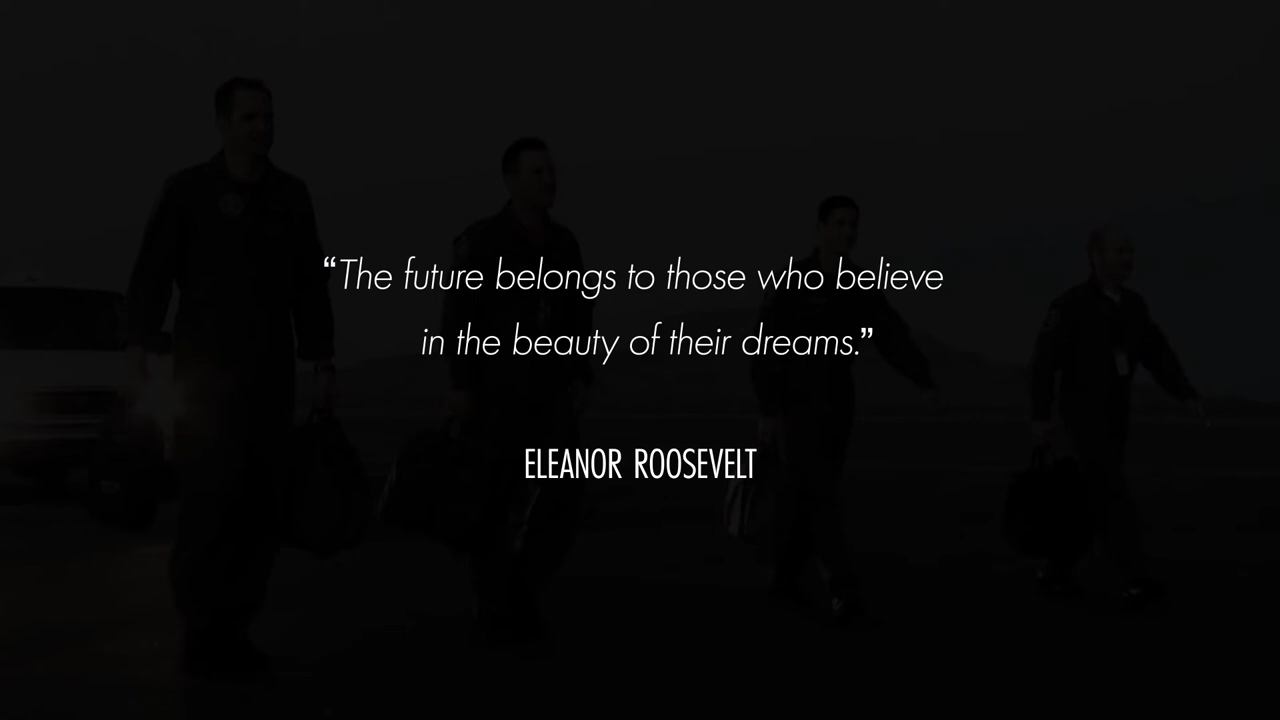 “The future belongs to those who believe
in the beauty of their dreams.”
ELEANOR ROOSEVELT